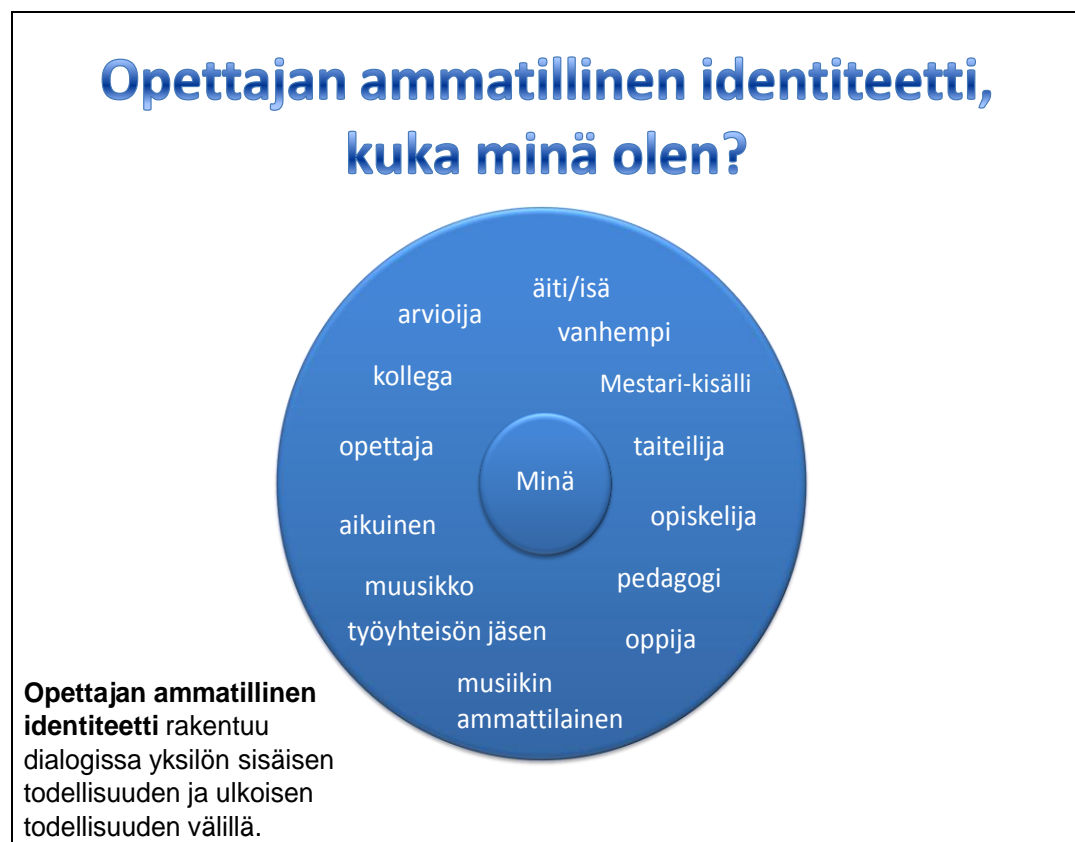 Opettajan ammatillinen identiteetti,
kuka minä olen?
äiti/isä
arvioija
vanhempi
kollega
Mestari-kisälli
opettaja
taiteilija
Minä
opiskelija
aikuinen
pedagogi
muusikko
työyhteisön jäsen
oppija
musiikin
ammattilainen
Opettajan ammatillinen
identiteetti rakentuu
dialogissa yksilön sisäisen
todellisuuden ja ulkoisen
todellisuuden välillä.